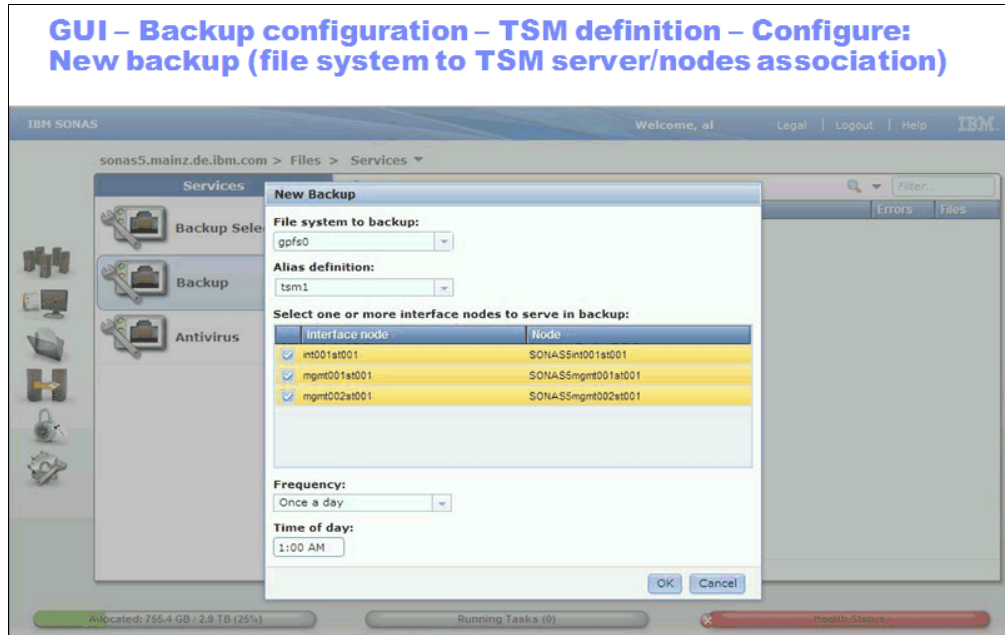 GUI – Backup configuration – TSM definition – Configure:
New backup (file system to TSM server/nodes association)
IBM SONAS
Welcome, al
Legal | Logout | Help
IBM.
sonas5.mainz.de.ibm.com > Files > Services
Services
Filter...
Errors Files
Backup Sele
Backup
Antivirus
New Backup
File system to backup:
gpfs0
Alias definition:
tsm1
Select one or more interface nodes to serve in backup:
Interface node Node
int001st001 SONAS5int001st001
mgmt001st001 SONAS5mgmt001st001
mgmt002st001 SONAS5mgmt002st001
Frequency:
Once a day
Time of day:
1:00 AM
OK Cancel
Allocated: 755.4 GB / 2.9 TB (25%)
Running Tasks (0)
Health Status